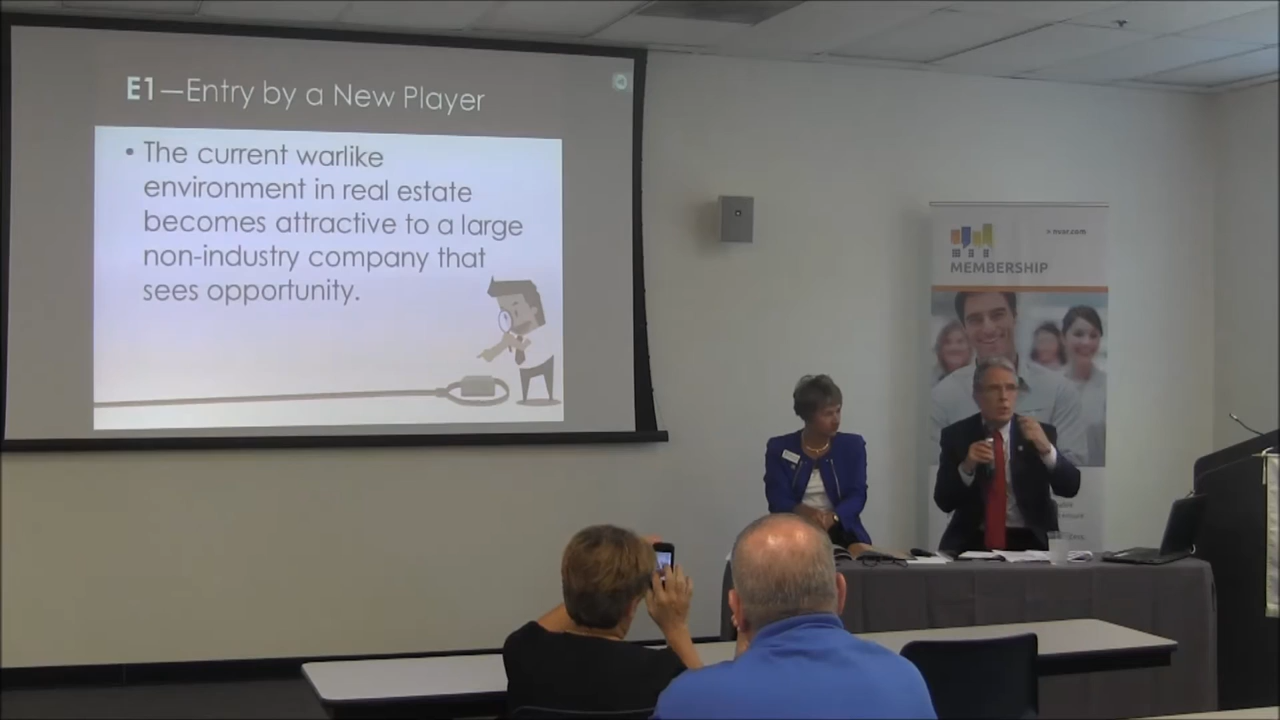 E1—Entry by a New Player
• The current warlike
environment in real estate
becomes attractive to a large
non-industry company that
sees opportunity.
MEMBERSHIP